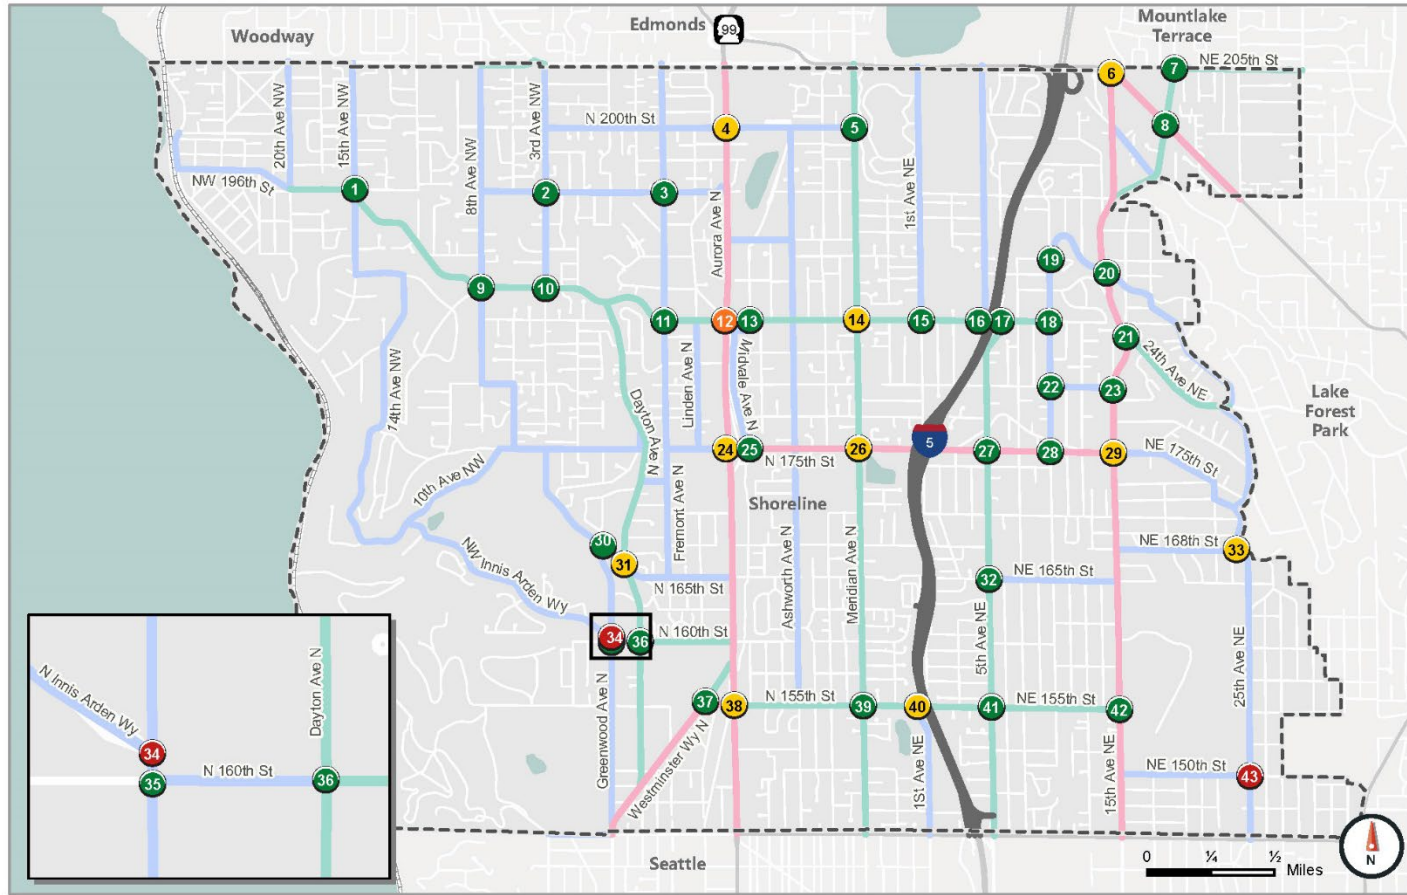 Woodway
Edmonds
99
Mountlake
Terrace
6
7
NE 205th St
20th Ave NW
15th Ave NW
8th Ave NW
3rd Ave NW
N 200th St
4
5
8
1st Ave NE
NW 196th St
1
2
3
Aurora Ave N
9
10
19
20
11
12
13
14
15
16
17
18
21
14th Ave NW
Dayton Ave N
Linden Ave N
Midvale Ave N
22
23
24th Ave NE
Lake
Forest
Park
10th Ave NW
24
25
N 175th St
26
5
27
28
29
NE 175th St
Shoreline
Fremont Ave N
Ashworth Ave N
Meridian Ave N
30
31
NE 168th St
33
NW Innis Arden Wy
N 165th St
32
NE 165th St
34
36
N 160th St
5th Ave NE
25th Ave NE
Greenwood Ave N
37
38
N 155th St
39
40
41
NE 155th St
42
Westminster Wy N
1St Ave NE
15th Ave NE
NE 150th St
43
N Innis Arden Wy
Dayton Ave N
34
35
N 160th St
36
Seattle
0
¼
½
Miles
N